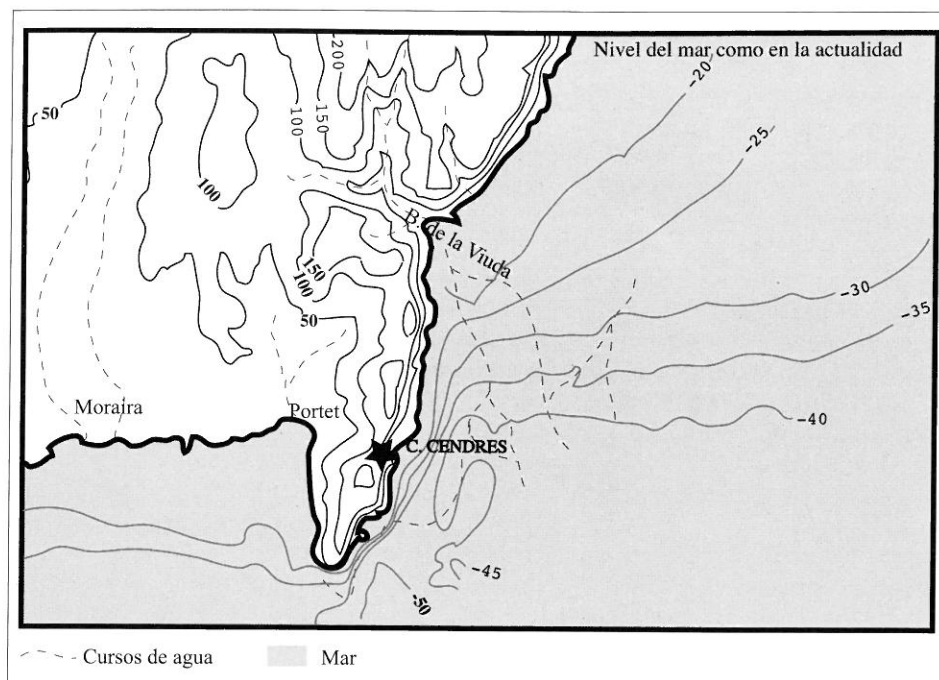 Nivel del mar como en la actualidad
-200
150
100
50
-20
-25
100
B. de la Viuda
150
100
50
-30
-35
Moraira
Portet
-40
C. CENDRES
-45
-50
Cursos de agua
Mar